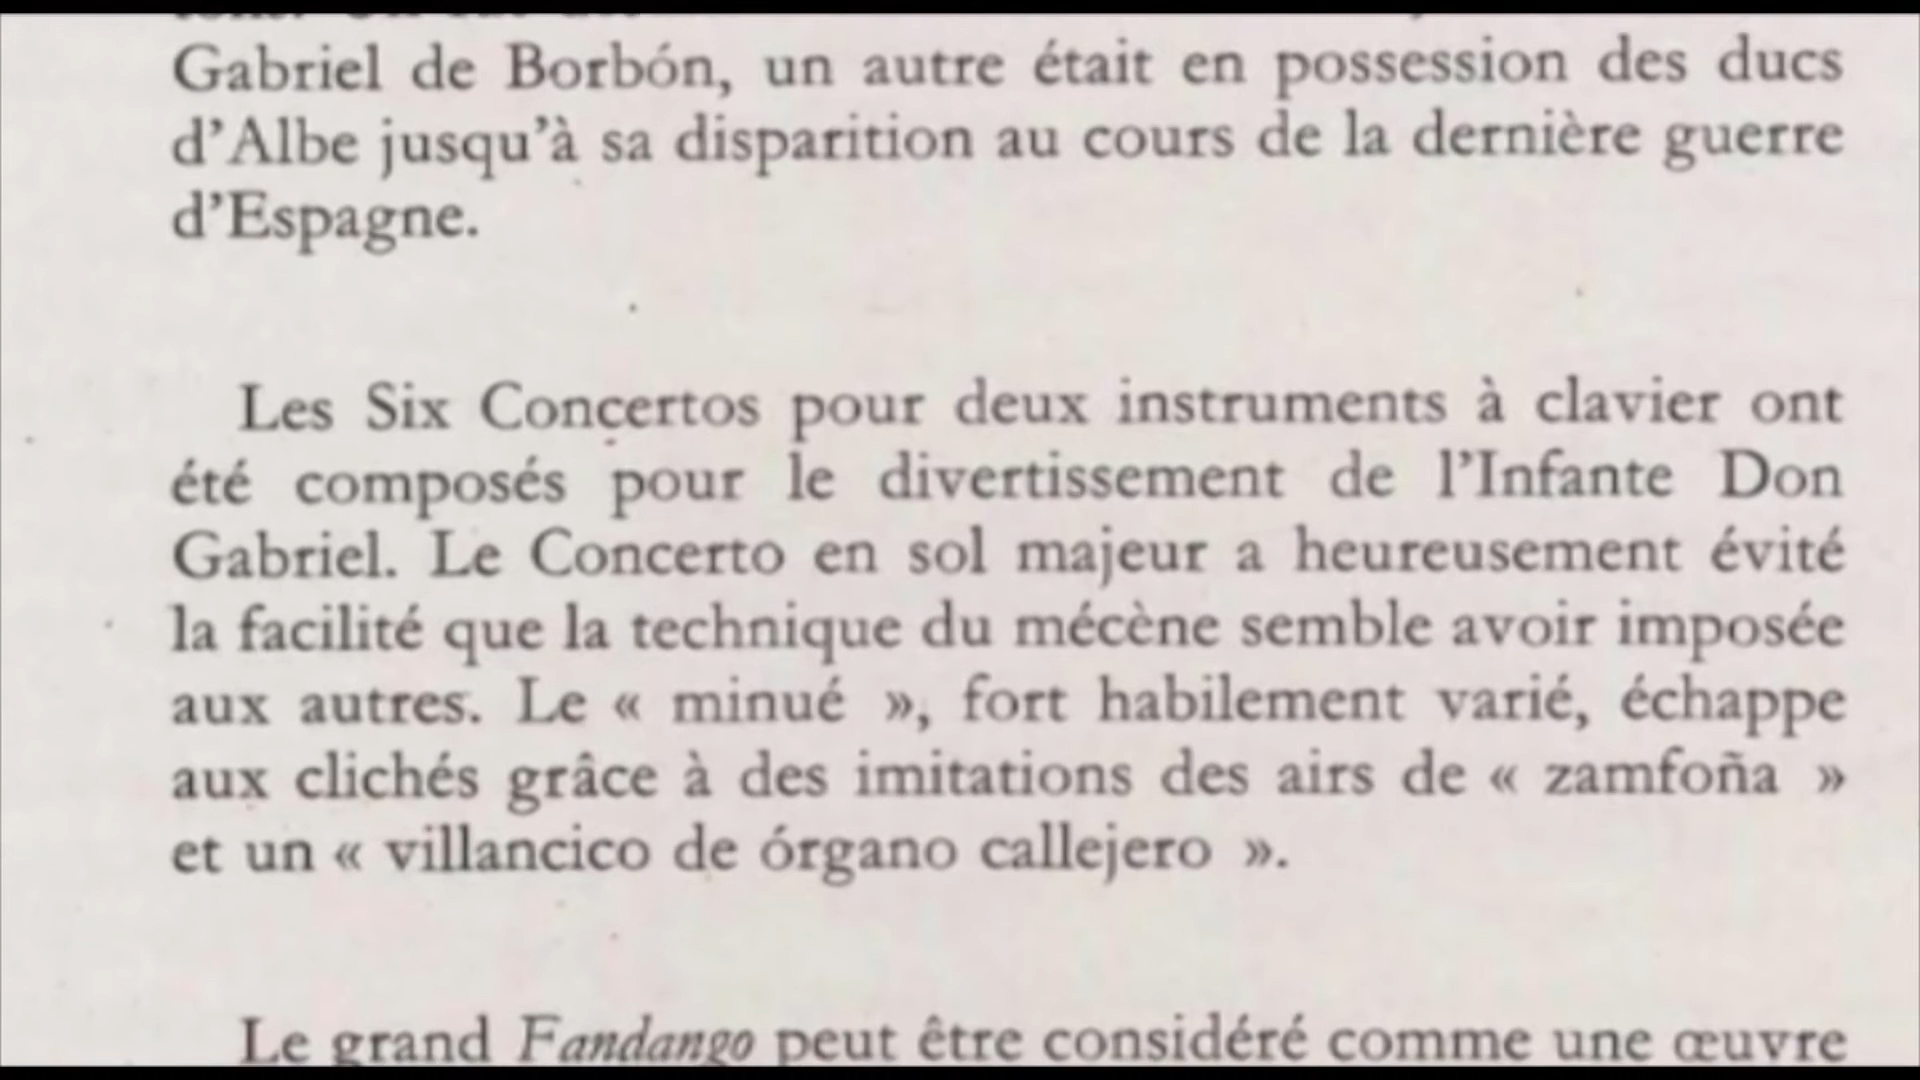 Gabriel de Borbón, un autre était en possession des ducs
d'Albe jusqu'à sa disparition au cours de la dernière guerre
d'Espagne.
Les Six Concertos pour deux instruments à clavier ont
été composés pour le divertissement de l'Infante Don
Gabriel. Le Concerto en sol majeur a heureusement évité
la facilité que la technique du mécène semble avoir imposée
aux autres. Le « minué », fort habilement varié, échappe
aux clichés grâce à des imitations des airs de « zamfoña »
et un « villancico de órgano callejero ».
Le grand Fandango peut être considéré comme une œuvre